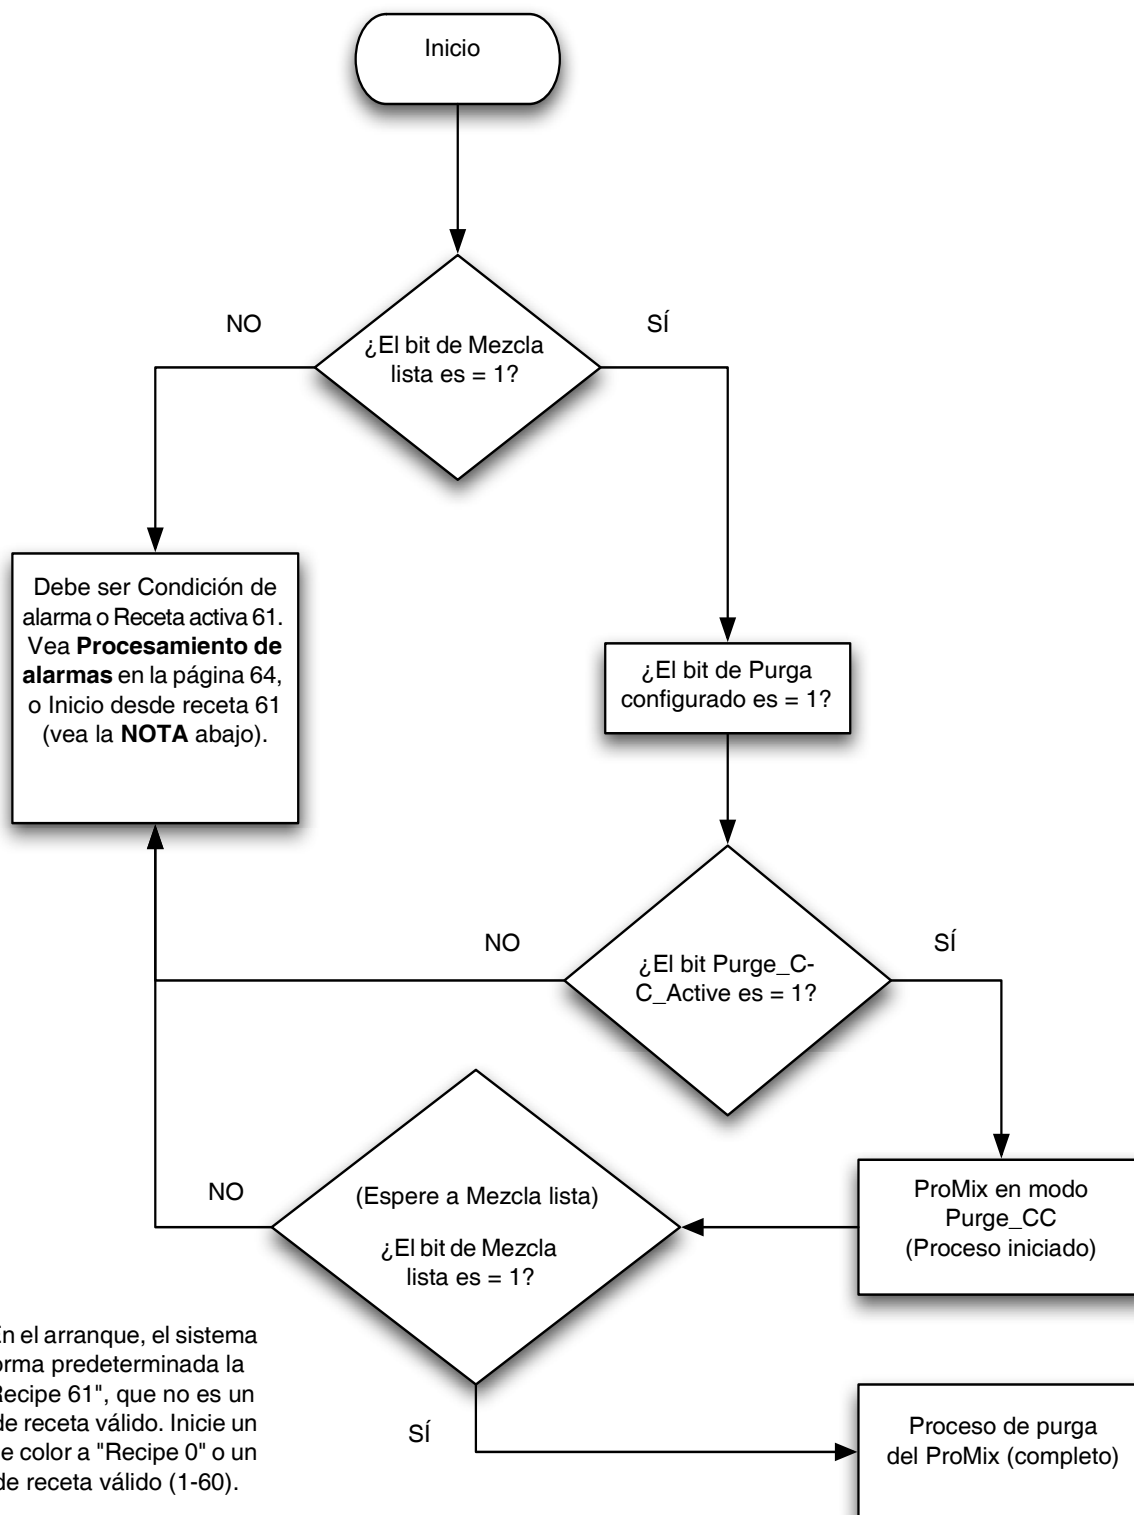 Inicio
NO
SÍ
¿El bit de Mezcla
lista es = 1?
Debe ser Condición de
alarma o Receta activa 61.
Vea Procesamiento de
alarmas en la página 64,
o Inicio desde receta 61
(vea la NOTA abajo).
¿El bit de Purga
configurado es = 1?
NO
SÍ
¿El bit Purge_C-
C_Active es = 1?
NO
(Espere a Mezcla lista)
¿El bit de Mezcla
lista es = 1?
ProMix en modo
Purge_CC
(Proceso iniciado)
En el arranque, el sistema
orma predeterminada la
Recipe 61", que no es un
de receta válido. Inicie un
e color a "Recipe 0" o un
de receta válido (1-60).
SÍ
Proceso de purga
del ProMix (completo)